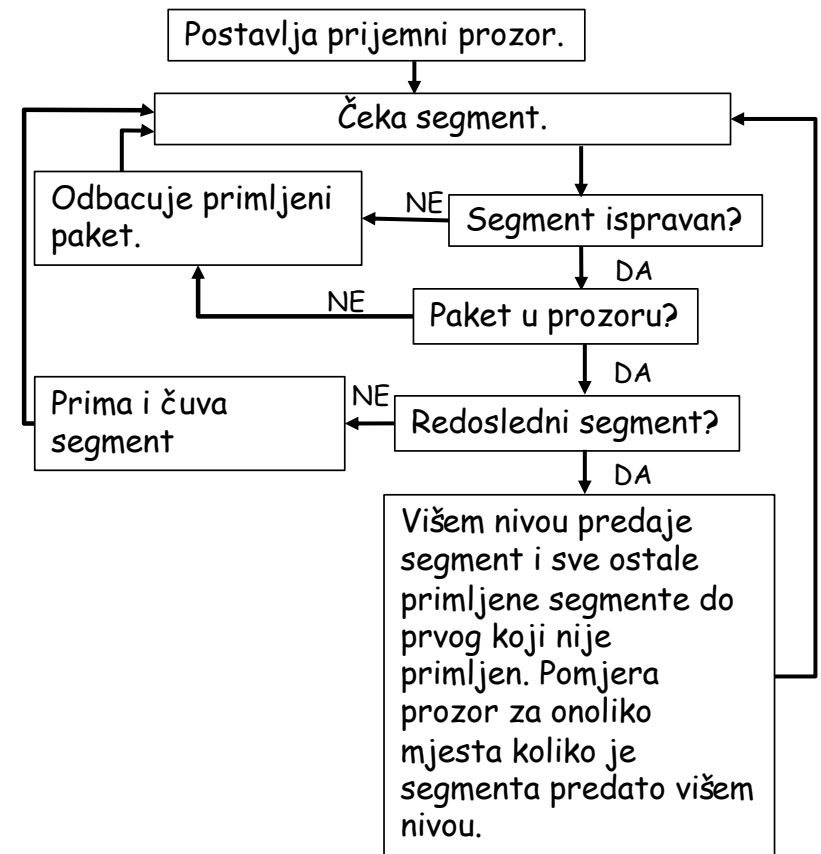 Postavlja prijemni prozor.
Čeka segment.
Odbacuje primljeni
paket.
NE
Segment ispravan?
DA
NE
Paket u prozoru?
DA
Prima i čuva
segment
NE
Redosledni segment?
DA
Višem nivou predaje
segment i sve ostale
primljene segmente do
prvog koji nije
primljen. Pomjera
prozor za onoliko
mjesta koliko je
segmenta predato višem
nivou.